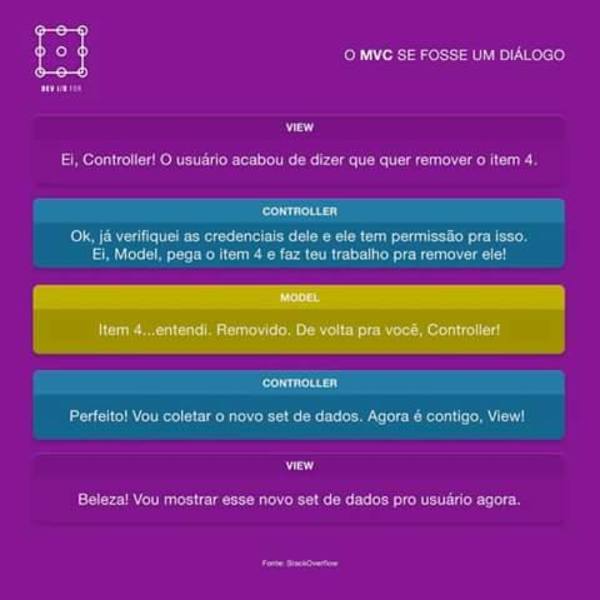 O MVC SE FOSSE UM DIÁLOGO
DEV I/O FOR
VIEW
Ei, Controller! O usuário acabou de dizer que quer remover o item 4.
CONTROLLER
Ok, já verifiquei as credenciais dele e ele tem permissão pra isso.
Ei, Model, pega o item 4 e faz teu trabalho pra remover ele!
MODEL
Item 4...entendi. Removido. De volta pra você, Controller!
CONTROLLER
Perfeito! Vou coletar o novo set de dados. Agora é contigo, View!
VIEW
Beleza! Vou mostrar esse novo set de dados pro usuário agora.
Fonte: StackOverflow